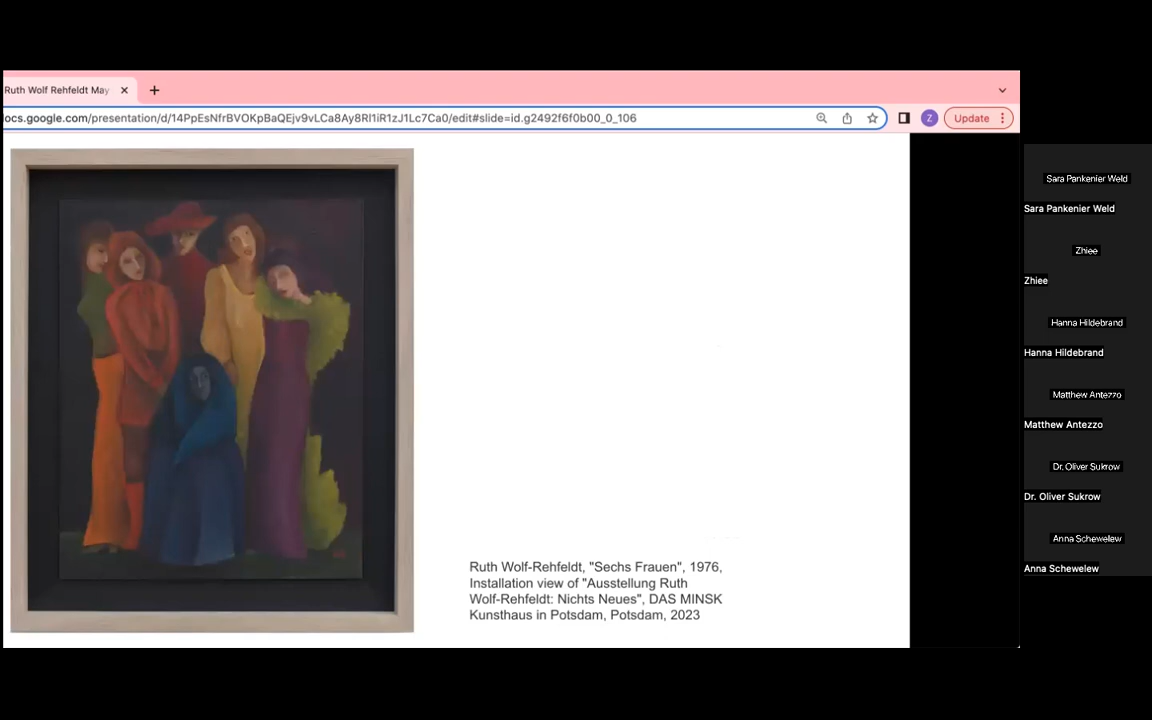 Ruth Wolf Rehfeldt May
ocs.google.com/presentation/d/14PpEsNfrBVOKpBaQEjv9vLCa8Ay8Rl1iR1zJ1Lc7Ca0/edit#slide=id.g2492f6f0b00_0_106
Z
Update
Ruth Wolf-Rehfeldt, "Sechs Frauen", 1976,
Installation view of "Ausstellung Ruth
Wolf-Rehfeldt: Nichts Neues", DAS MINSK
Kunsthaus in Potsdam, Potsdam, 2023
Sara Pankenier Weld
Sara Pankenier Weld
Zhiee
Zhiee
Hanna Hildebrand
Hanna Hildebrand
Matthew Antezzo
Matthew Antezzo
Dr. Oliver Sukrow
Dr. Oliver Sukrow
Anna Schewelew
Anna Schewelew